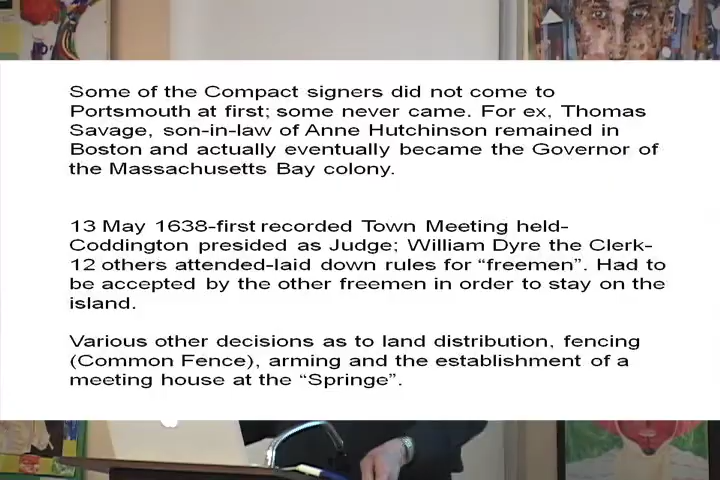 Some of the Compact signers did not come to
Portsmouth at first; some never came. For ex, Thomas
Savage, son-in-law of Anne Hutchinson remained in
Boston and actually eventually became the Governor of
the Massachusetts Bay colony.
13 May 1638-first recorded Town Meeting held-
Coddington presided as Judge; William Dyre the Clerk-
12 others attended-laid down rules for “freemen”. Had to
be accepted by the other freemen in order to stay on the
island.
Various other decisions as to land distribution, fencing
(Common Fence), arming and the establishment of a
meeting house at the “Springe”.